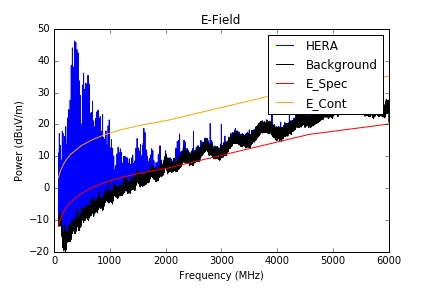 E-Field
50
40
30
20
10
0
−10
−20
Power (dBuV/m)
HERA
Background
E_Spec
E_Cont
0 1000 2000 3000 4000 5000 6000
Frequency (MHz)